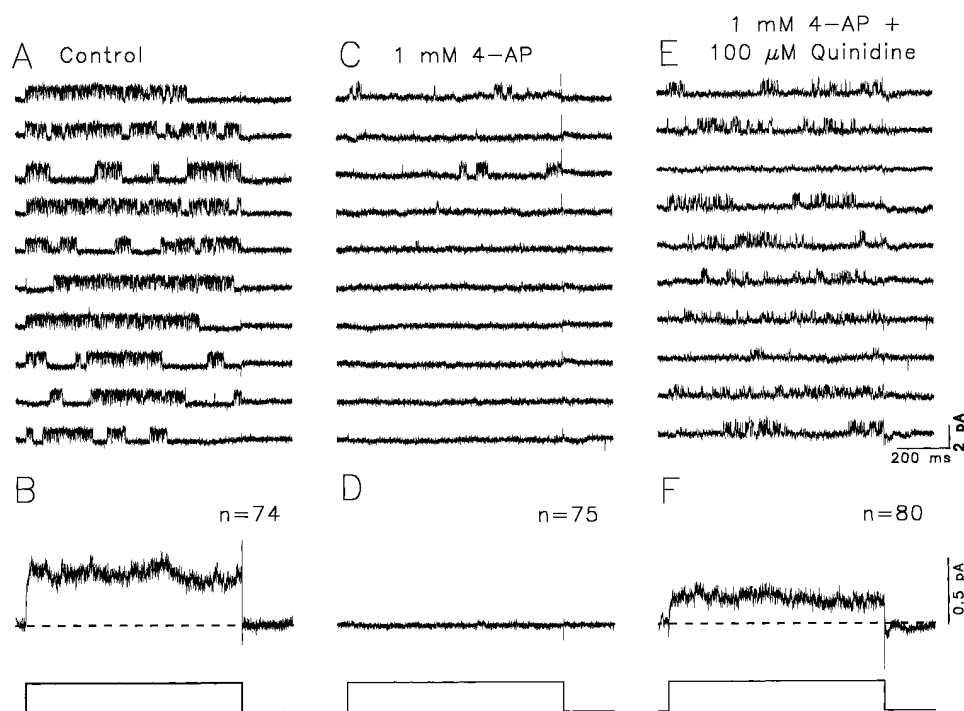 A Control
C 1 mM 4-AP
E 1 mM 4-AP +
100 μM Quinidine
2 pA
200 ms
B
n=74
D
n=75
F
n=80
0.5 pA